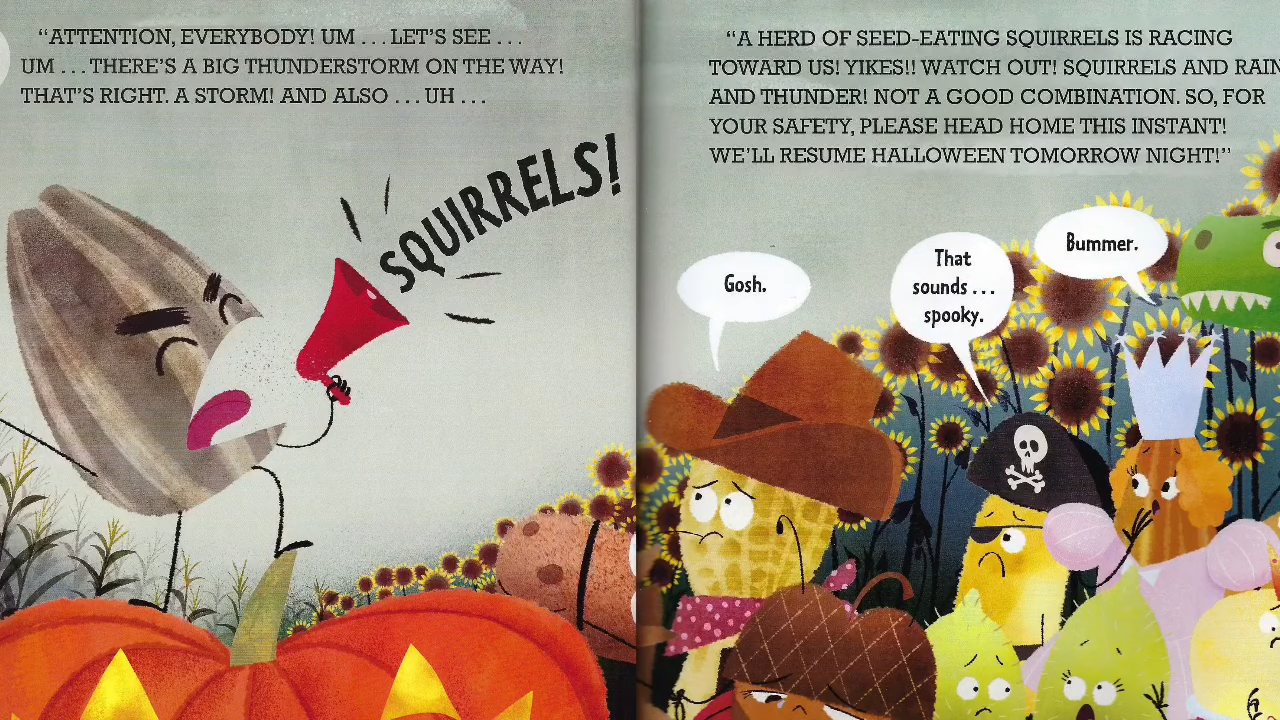 “ATTENTION, EVERYBODY! UM . . . LET’S SEE . . .
UM . . . THERE’S A BIG THUNDERSTORM ON THE WAY!
THAT’S RIGHT. A STORM! AND ALSO . . . UH . . .
SQUIRRELS!
“A HERD OF SEED-EATING SQUIRRELS IS RACING
TOWARD US! YIKES!! WATCH OUT! SQUIRRELS AND RAIN
AND THUNDER! NOT A GOOD COMBINATION. SO, FOR
YOUR SAFETY, PLEASE HEAD HOME THIS INSTANT!
WE’LL RESUME HALLOWEEN TOMORROW NIGHT!”
Gosh.
That
sounds . . .
spooky.
Bummer.